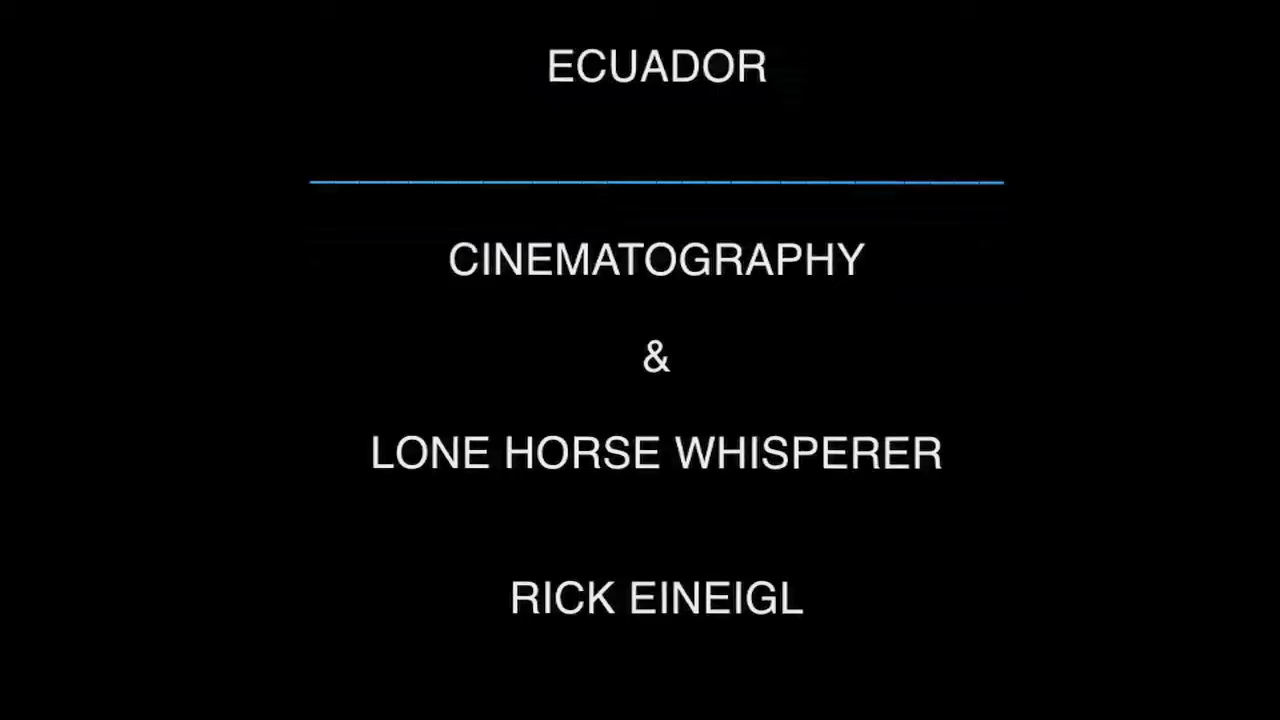 ECUADOR
CINEMATOGRAPHY
&
LONE HORSE WHISPERER
RICK EINEIGL